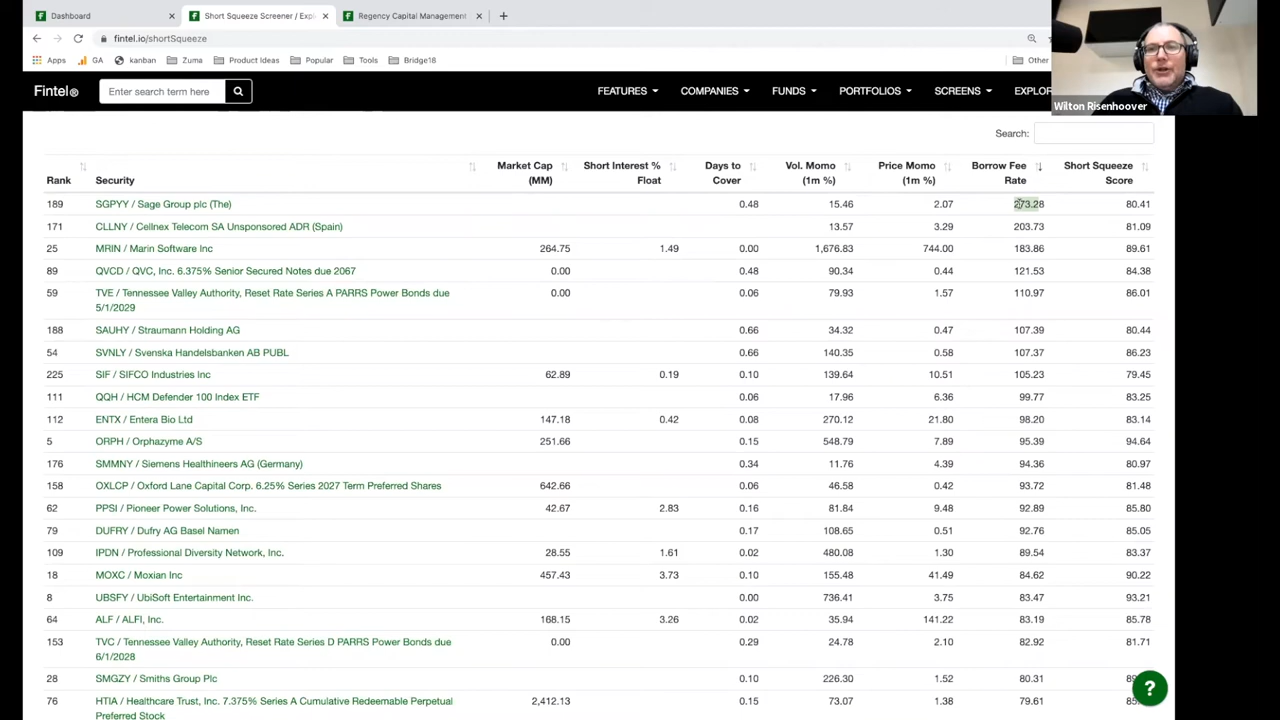 Dashboard × Short Squeeze Screener / Expl × Regency Capital Management × +
fintel.io/shortSqueeze
Apps GA kanban Zuma Product Ideas Popular Tools Bridge18 Other
Fintel Enter search term here FEATURES COMPANIES FUNDS PORTFOLIOS SCREENS EXPLOR
Wilton Risenhoover
Search:
Rank Security Market Cap (MM) Short Interest % Float Days to Cover Vol. Momo (1m %) Price Momo (1m %) Borrow Fee Rate Short Squeeze Score
189 SGPYY / Sage Group plc (The) 0.48 15.46 2.07 273.28 80.41
171 CLLNY / Cellnex Telecom SA Unsponsored ADR (Spain) 13.57 3.29 203.73 81.09
25 MRIN / Marin Software Inc 264.75 1.49 0.00 1,676.83 744.00 183.86 89.61
89 QVCD / QVC, Inc. 6.375% Senior Secured Notes due 2067 0.00 0.48 90.34 0.44 121.53 84.38
59 TVE / Tennessee Valley Authority, Reset Rate Series A PARRS Power Bonds due 0.00 0.06 79.93 1.57 110.97 86.01
5/1/2029
188 SAUHY / Straumann Holding AG 0.66 34.32 0.47 107.39 80.44
54 SVNLY / Svenska Handelsbanken AB PUBL 0.66 140.35 0.58 107.37 86.23
225 SIF / SIFCO Industries Inc 62.89 0.19 0.10 139.64 10.51 105.23 79.45
111 QQH / HCM Defender 100 Index ETF 0.06 17.96 6.36 99.77 83.25
112 ENTX / Entera Bio Ltd 147.18 0.42 0.08 270.12 21.80 98.20 83.14
5 ORPH / Orphazyme A/S 251.66 0.15 548.79 7.89 95.39 94.64
176 SMMNY / Siemens Healthineers AG (Germany) 0.34 11.76 4.39 94.36 80.97
158 OXLCP / Oxford Lane Capital Corp. 6.25% Series 2027 Term Preferred Shares 642.66 0.06 46.58 0.42 93.72 81.48
62 PPSI / Pioneer Power Solutions, Inc. 42.67 2.83 0.16 81.84 9.48 92.89 85.80
79 DUFRY / Dufry AG Basel Namen 0.17 108.65 0.51 92.76 85.05
109 IPDN / Professional Diversity Network, Inc. 28.55 1.61 0.02 480.08 1.30 89.54 83.37
18 MOXC / Moxian Inc 457.43 3.73 0.10 155.48 41.49 84.62 90.22
8 UBSFY / UbiSoft Entertainment Inc. 0.00 736.41 3.75 83.47 93.21
64 ALF / ALFI, Inc. 168.15 3.26 0.02 35.94 141.22 83.19 85.78
153 TVC / Tennessee Valley Authority, Reset Rate Series D PARRS Power Bonds due 0.00 0.29 24.78 2.10 82.92 81.71
6/1/2028
28 SMGZY / Smiths Group Plc 0.10 226.30 1.52 80.31
76 HTIA / Healthcare Trust, Inc. 7.375% Series A Cumulative Redeemable Perpetual 2,412.13 0.15 73.07 1.38 79.61
Preferred Stock
?